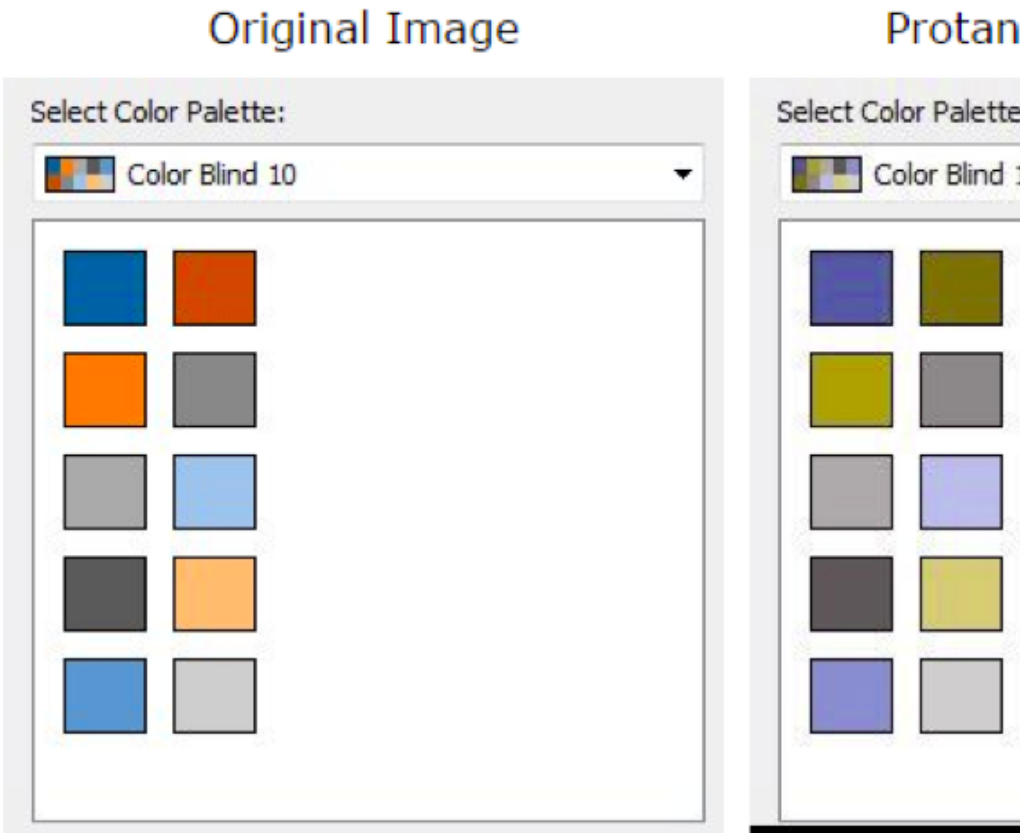 Original Image
Protan
Select Color Palette:
Select Color Palette
Color Blind 10
Color Blind